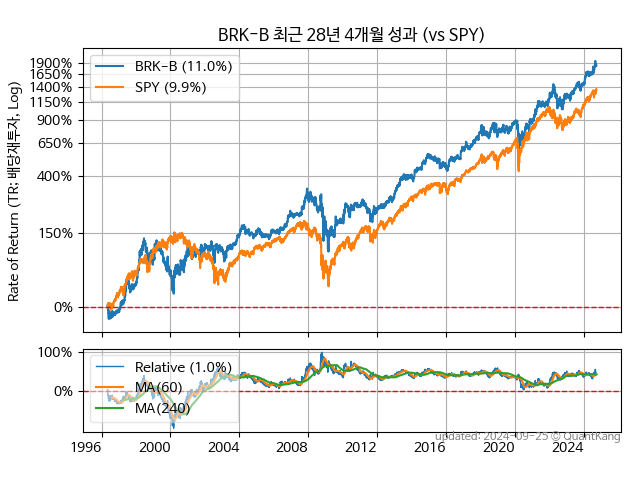 BRK-B 최근 28년 4개월 성과 (vs SPY)
Rate of Return (TR; 배당재투자, Log)
1900%
1650%
1400%
1150%
900%
650%
400%
150%
0%
BRK-B (11.0%)
SPY (9.9%)
100%
0%
Relative (1.0%)
MA(60)
MA(240)
1996 2000 2004 2008 2012 2016 2020 2024
updated: 2024-09-25 © QuantKang